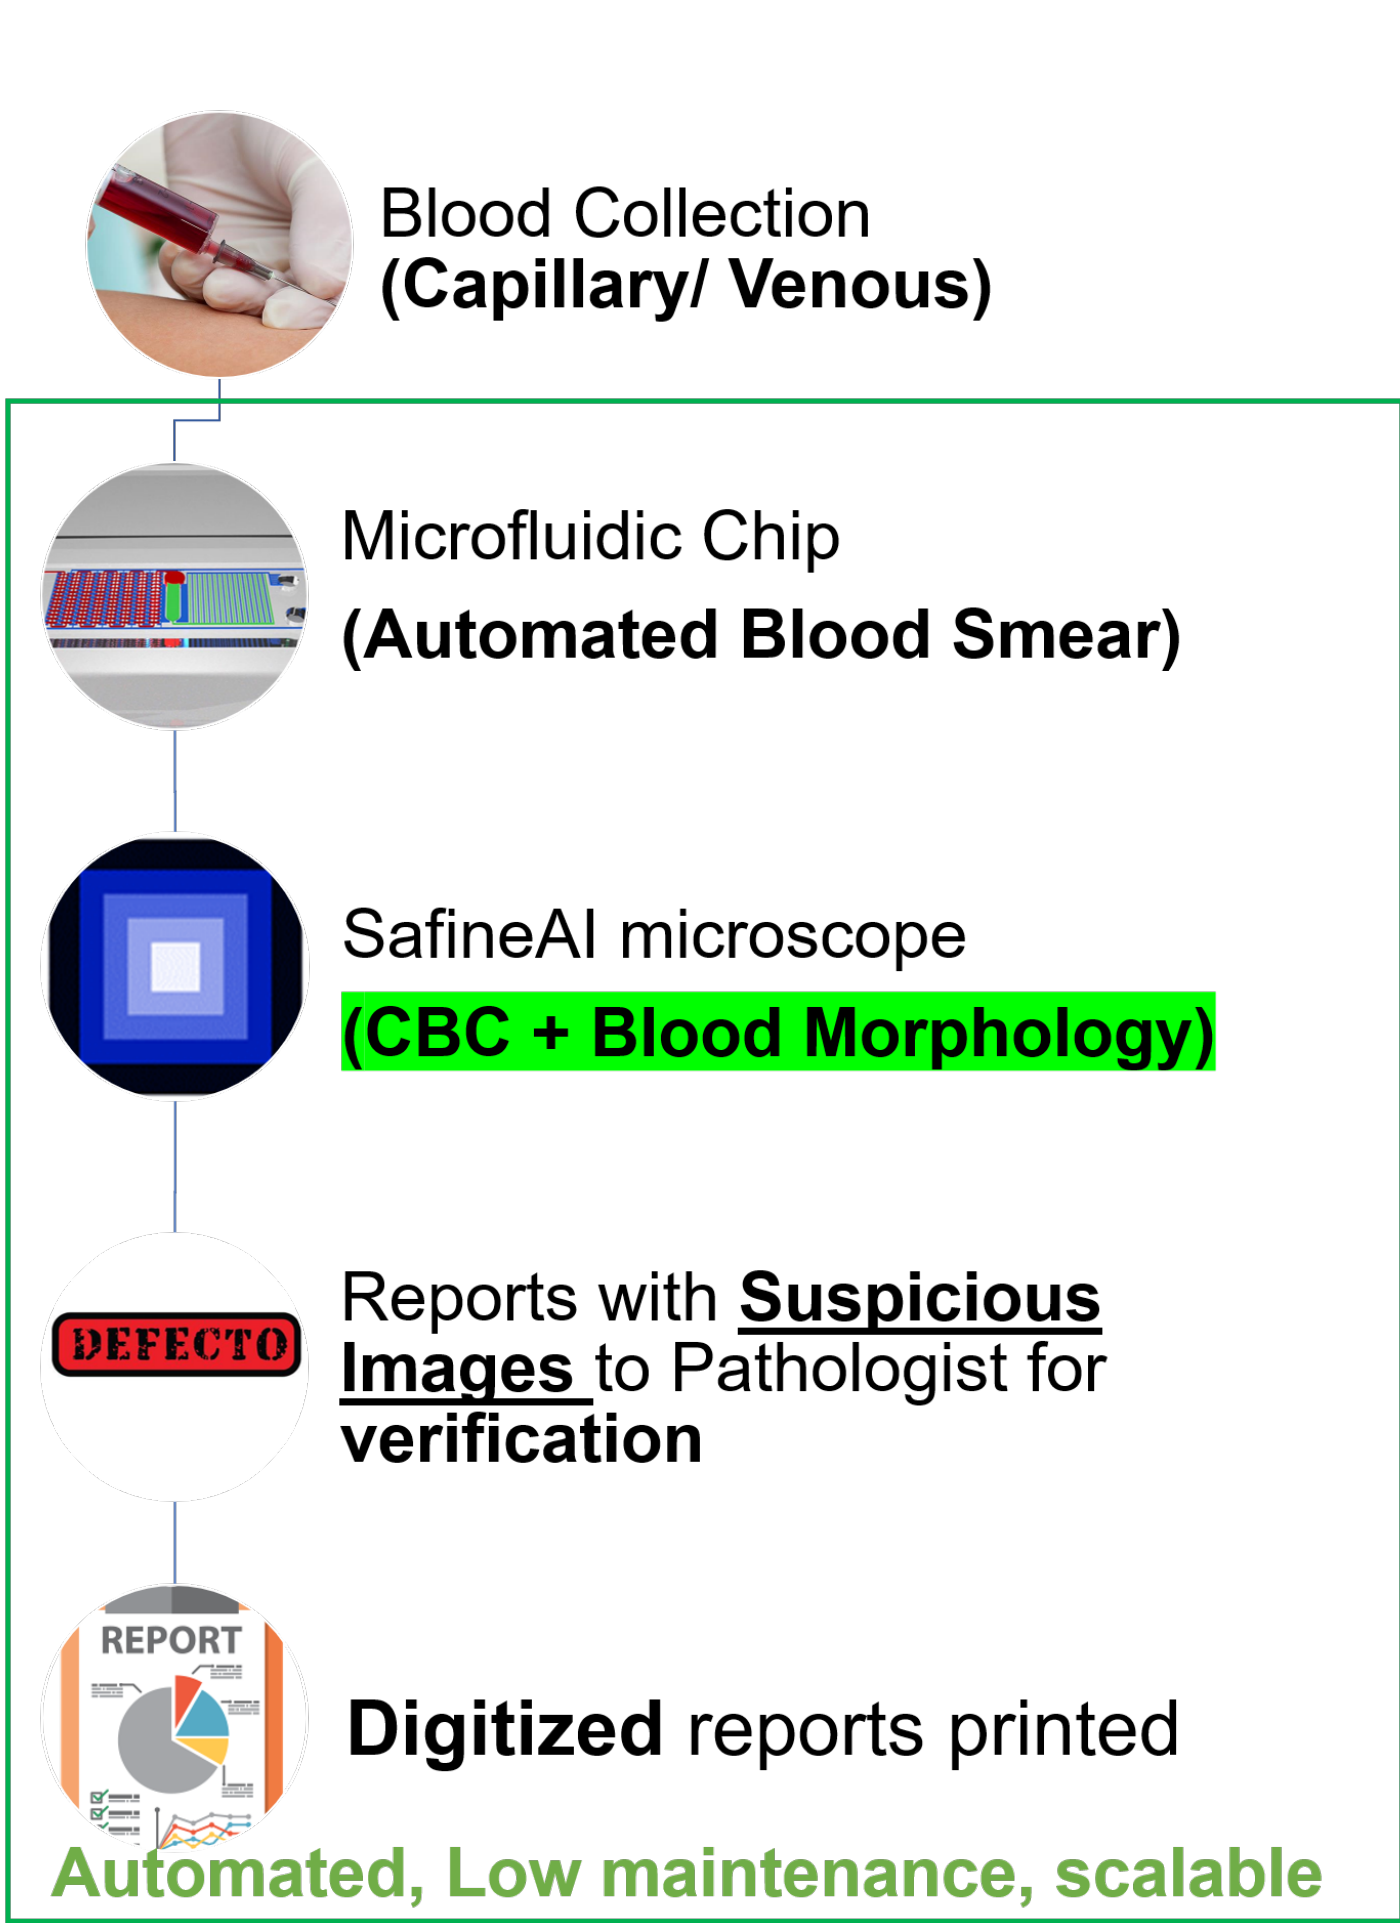 Blood Collection
(Capillary/ Venous)
Microfluidic Chip
(Automated Blood Smear)
SafineAI microscope
(CBC + Blood Morphology)
Reports with Suspicious
Images to Pathologist for
verification
DEFECTO
REPORT
Digitized reports printed
Automated, Low maintenance, scalable